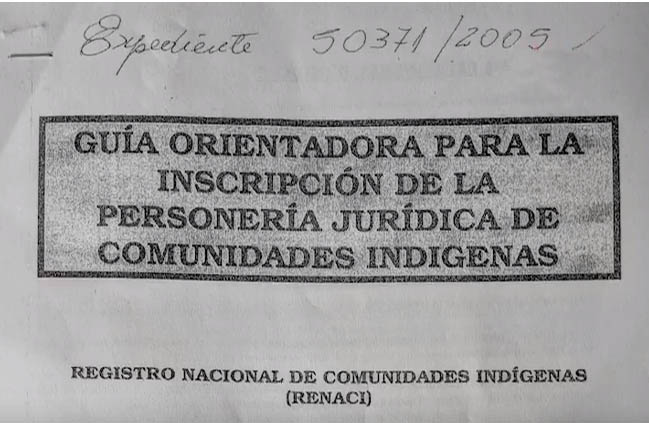 Expediente 50371/2005
GUÍA ORIENTADORA PARA LA
INSCRIPCIÓN DE LA
PERSONERÍA JURÍDICA DE
COMUNIDADES INDIGENAS
REGISTRO NACIONAL DE COMUNIDADES INDÍGENAS
(RENACI)